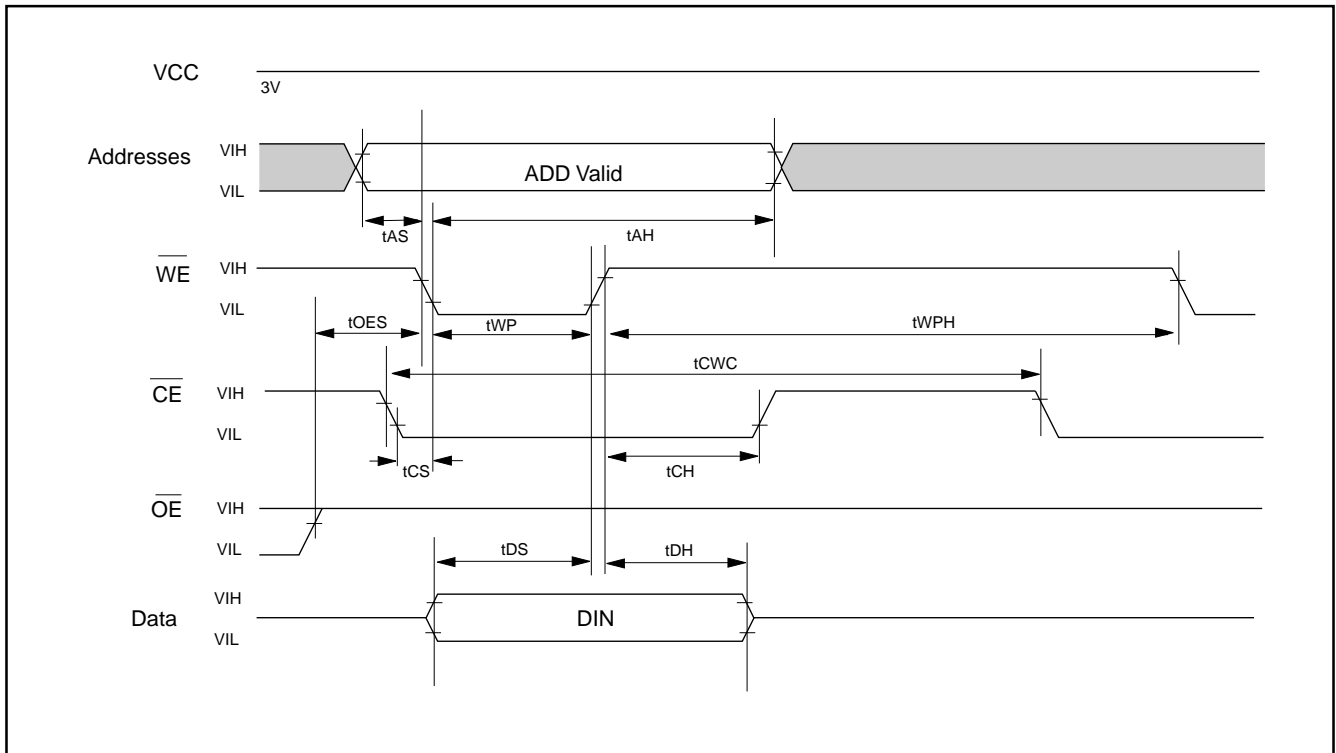 VCC
3V
Addresses
VIH
VIL
ADD Valid
tAS
tAH
WE
VIH
VIL
tOES
tWP
tWPH
tCWC
CE
VIH
VIL
tCS
tCH
OE
VIH
VIL
tDS
tDH
Data
VIH
VIL
DIN